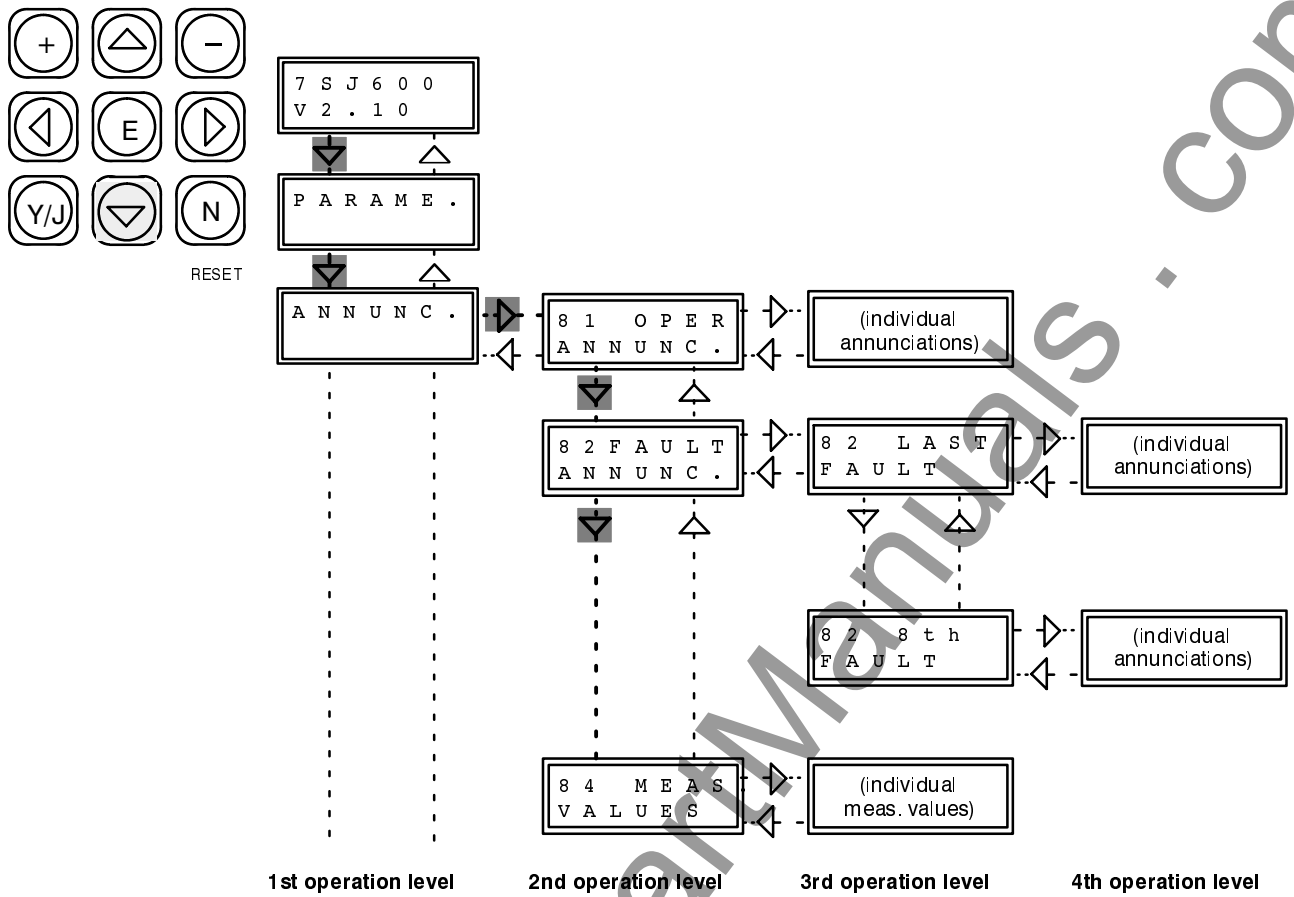 + −
E
Y/J N
RESET
7SJ600
V2.10
PARAME.
ANNUNC.
81 OPER
ANNUNC.
(individual
annunciations)
82FAULT
ANNUNC.
82 LAST
FAULT
(individual
annunciations)
82 8th
FAULT
(individual
annunciations)
84 MEAS.
VALUES
(individual
meas. values)
1st operation level 2nd operation level 3rd operation level 4th operation level
artManuals . com